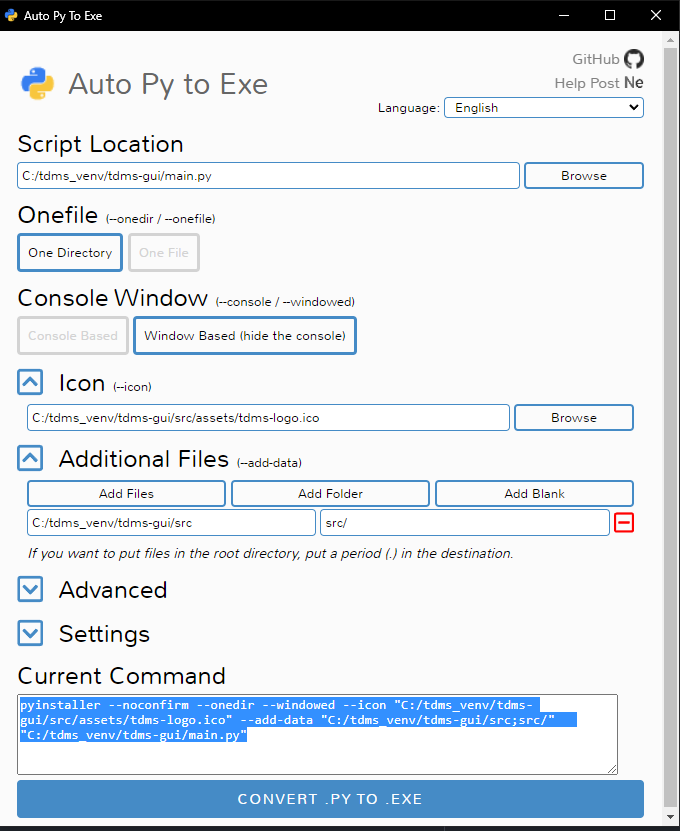 Auto Py To Exe
GitHub
Auto Py to Exe
Help Post Ne
Language: English
Script Location
C:/tdms_venv/tdms-gui/main.py Browse
Onefile (--onedir / --onefile)
One Directory One File
Console Window (--console / --windowed)
Console Based Window Based (hide the console)
Icon (--icon)
C:/tdms_venv/tdms-gui/src/assets/tdms-logo.ico Browse
Additional Files (--add-data)
Add Files Add Folder Add Blank
C:/tdms_venv/tdms-gui/src src/
If you want to put files in the root directory, put a period (.) in the destination.
Advanced
Settings
Current Command
pyinstaller --noconfirm --onedir --windowed --icon "C:/tdms_venv/tdms-
gui/src/assets/tdms-logo.ico" --add-data "C:/tdms_venv/tdms-gui/src;src/"
"C:/tdms_venv/tdms-gui/main.py"
CONVERT .PY TO .EXE